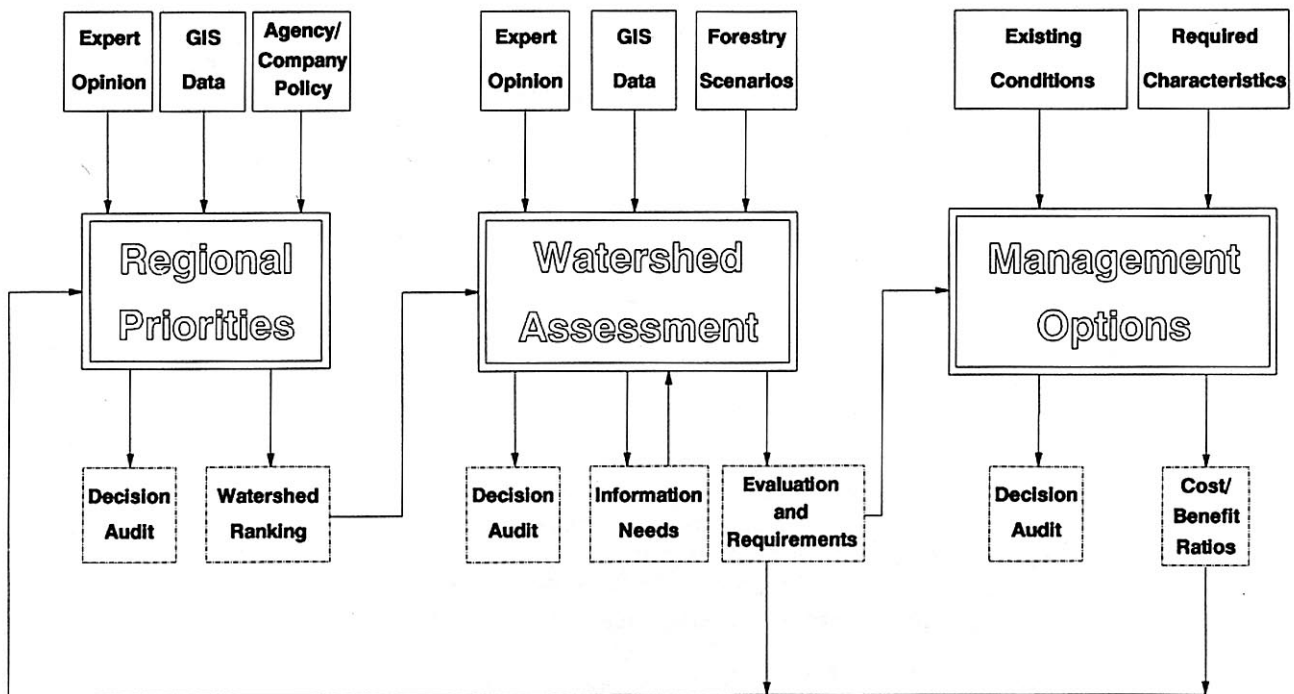 Expert
Opinion
GIS
Data
Agency/
Company
Policy
Expert
Opinion
GIS
Data
Forestry
Scenarios
Existing
Conditions
Required
Characteristics
Regional
Priorities
Watershed
Assessment
Management
Options
Decision
Audit
Watershed
Ranking
Decision
Audit
Information
Needs
Evaluation
and
Requirements
Decision
Audit
Cost/
Benefit
Ratios